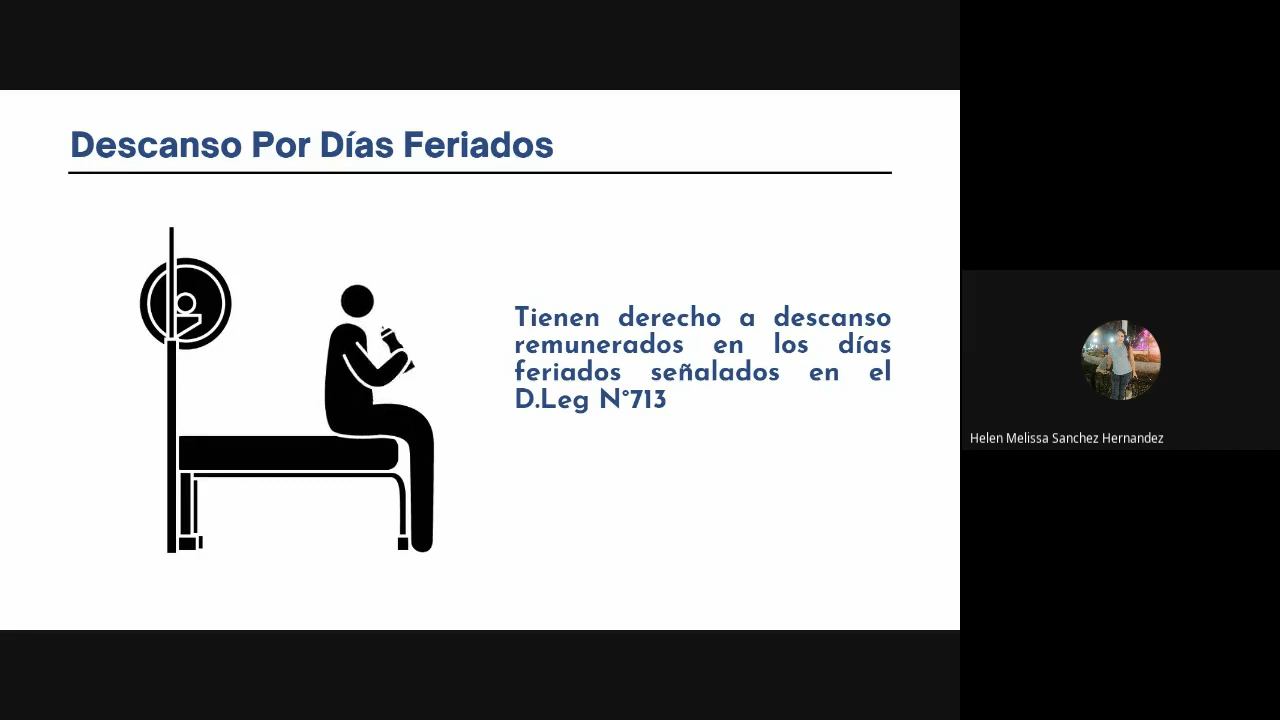 Descanso Por Días Feriados
Tienen derecho a descanso
remunerados en los días
feriados señalados en el
D.Leg N°713
Helen Melissa Sanchez Hernandez